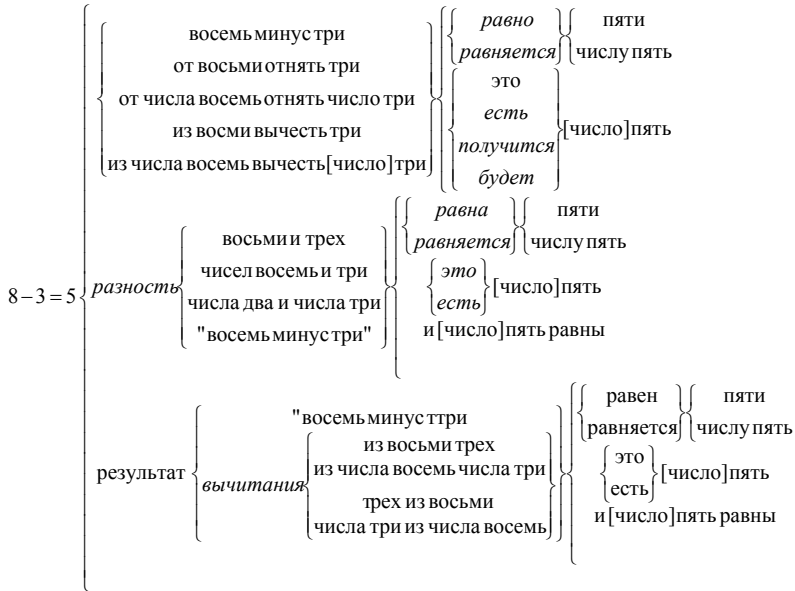 восемь минус три
от восьми отнять три
от числа восемь отнять число три
из восми вычесть три
из числа восемь вычесть [число] три
равно
равняется
пяти
числу пять
это
есть
получится
будет
[число] пять
8 − 3 = 5
разность
восьми и трех
чисел восемь и три
числа два и числа три
"восемь минус три"
равна
равняется
пяти
числу пять
это
есть
[число] пять
и [число] пять равны
результат
"восемь минус ттри
вычитания
из восьми трех
из числа восемь числа три
трех из восьми
числа три из числа восемь
равен
равняется
пяти
числу пять
это
есть
[число] пять
и [число] пять равны